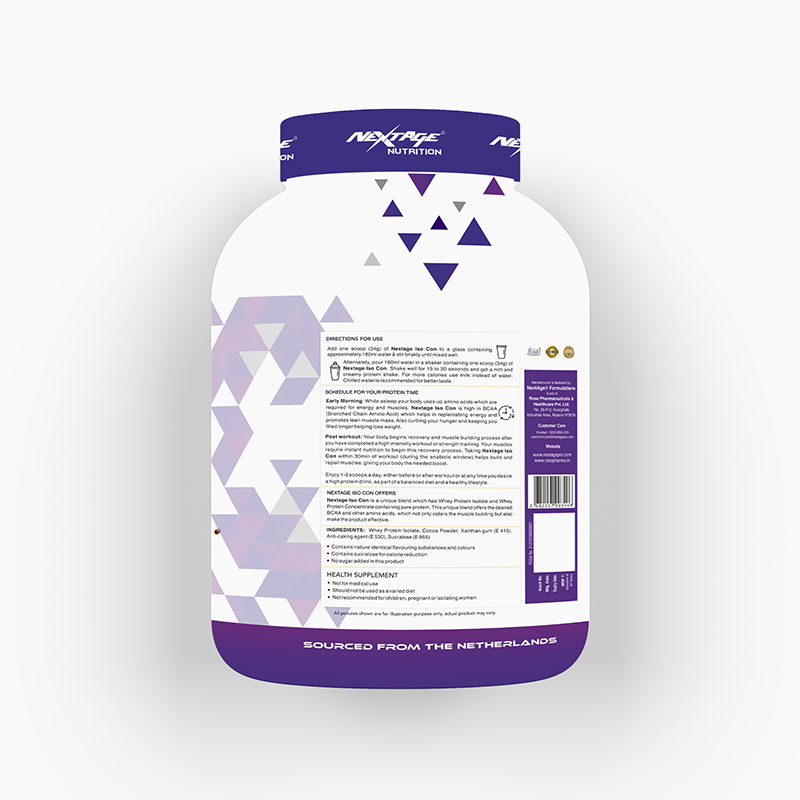 NEXTAGE®
NUTRITION
DIRECTIONS FOR USE
Add one scoop (34g) of Nextage Iso Con to a glass containing
approximately 180ml water & stir briskly until mixed well.
Alternately, pour 180ml water in a shaker containing one scoop (34g) of
Nextage Iso Con. Shake well for 15 to 20 seconds and get a rich and
creamy protein shake. For more calories use milk instead of water.
Chilled water is recommended for better taste.
SCHEDULE FOR YOUR PROTEIN TIME
Early Morning: While asleep your body uses up amino acids which are
required for energy and muscles. Nextage Iso Con is high in BCAA
(Branched Chain Amino Acid) which helps in replenishing energy and
promotes lean muscle mass. Also curbing your hunger and keeping you
filled longer helping lose weight.
Post workout: Your body begins recovery and muscle building process after
you have completed a high intensity workout or strength training. Your muscles
require instant nutrition to begin this recovery process. Taking Nextage Iso
Con within 30min of workout (during the anabolic window) helps build and
repair muscles, giving your body the needed boost.
Enjoy 1-2 scoops a day, either before or after workout or at any time you desire
a high protein drink, as part of a balanced diet and a healthy lifestyle.
NEXTAGE ISO CON OFFERS
Nextage Iso Con is a unique blend which has Whey Protein Isolate and Whey
Protein Concentrate containing pure protein. This unique blend offers the desired
BCAA and other amino acids, which not only caters the muscle building but also
make the product effective.
INGREDIENTS: Whey Protein Isolate, Cocoa Powder, Xanthan gum (E 415),
Anti-caking agent (E 530), Sucralose (E 955)
• Contains nature identical flavouring substances and colours
• Contains sucralose for calorie reduction
• No sugar added in this product
HEALTH SUPPLEMENT
• Not for medical use
• Should not be used as a varied diet
• Not recommended for children, pregnant or lactating women
All pictures shown are for illustration purpose only, actual product may vary.
fssai
Manufactured & Marketed by:
NextAge® Formulations
A unit of
Rose Pharmaceuticals &
Healthcare Pvt. Ltd.
Customer Care
Website
www.nextagepro.com
www.rosepharma.in
Batch No:
Mfg. Date:
Expiry Date:
SOURCED FROM THE NETHERLANDS